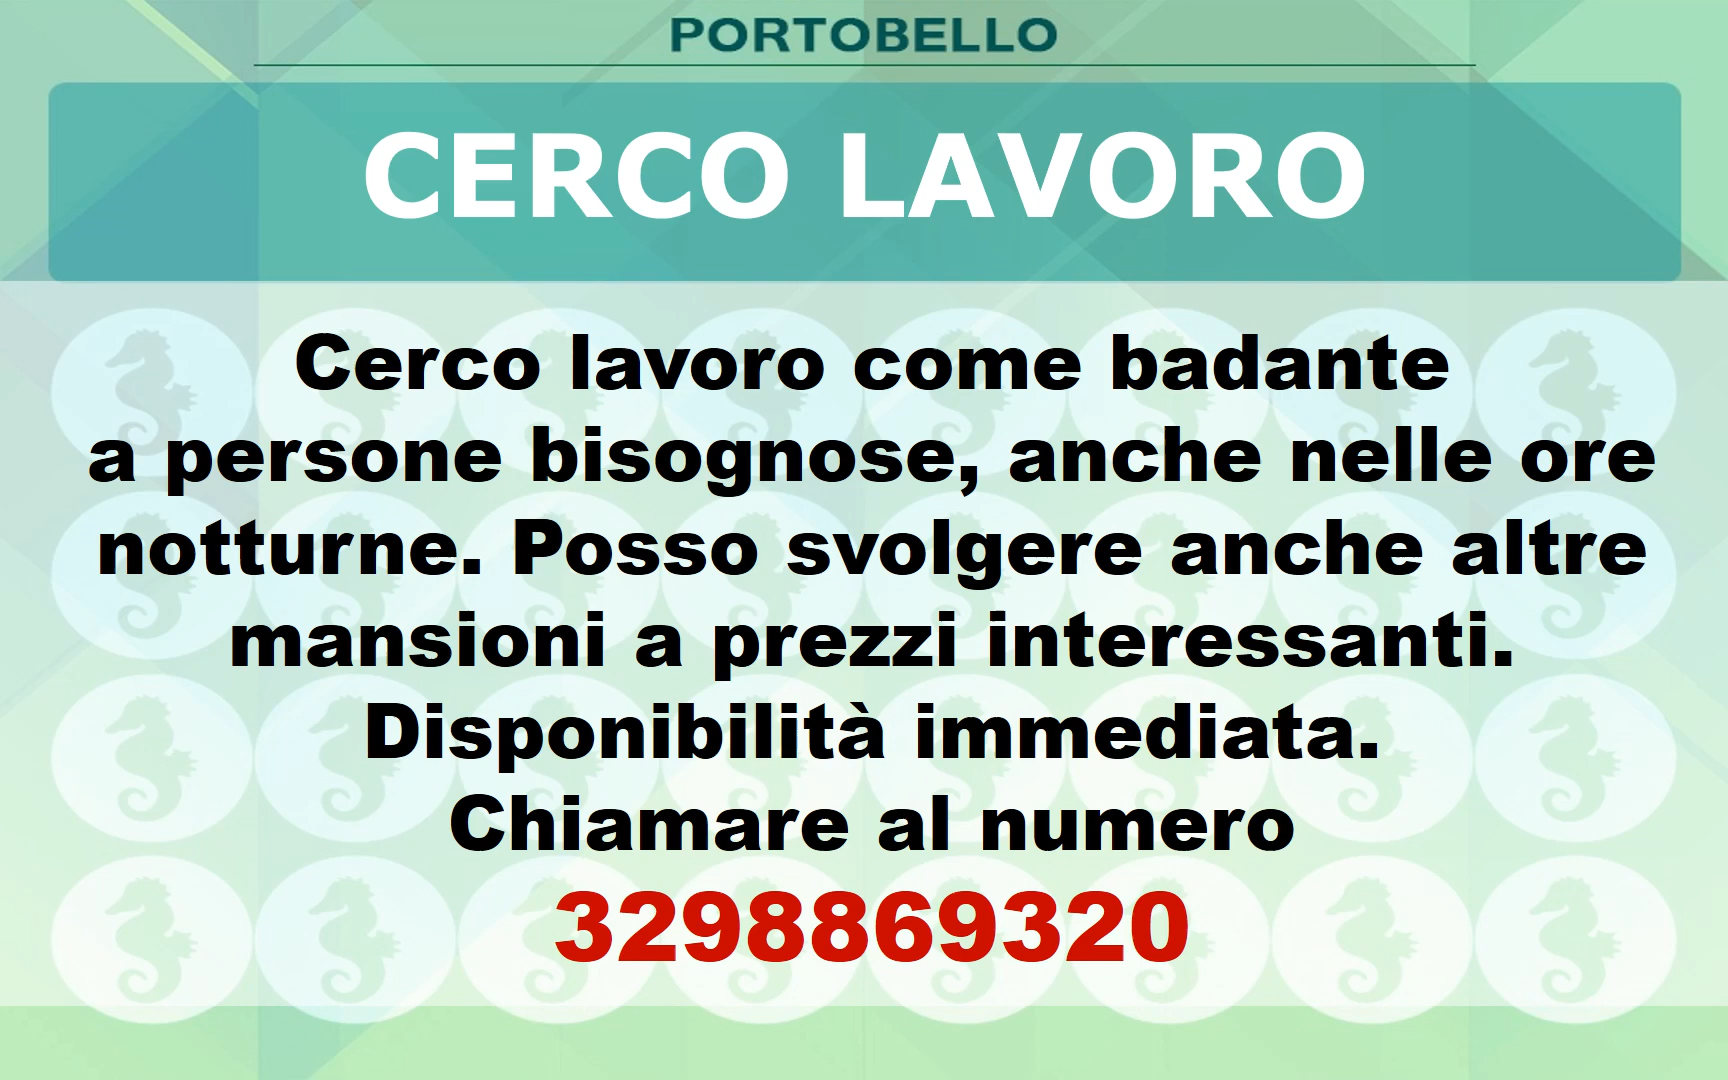 PORTOBELLO
CERCO LAVORO
Cerco lavoro come badante
a persone bisognose, anche nelle ore
notturne. Posso svolgere anche altre
mansioni a prezzi interessanti.
Disponibilità immediata.
Chiamare al numero
3298869320